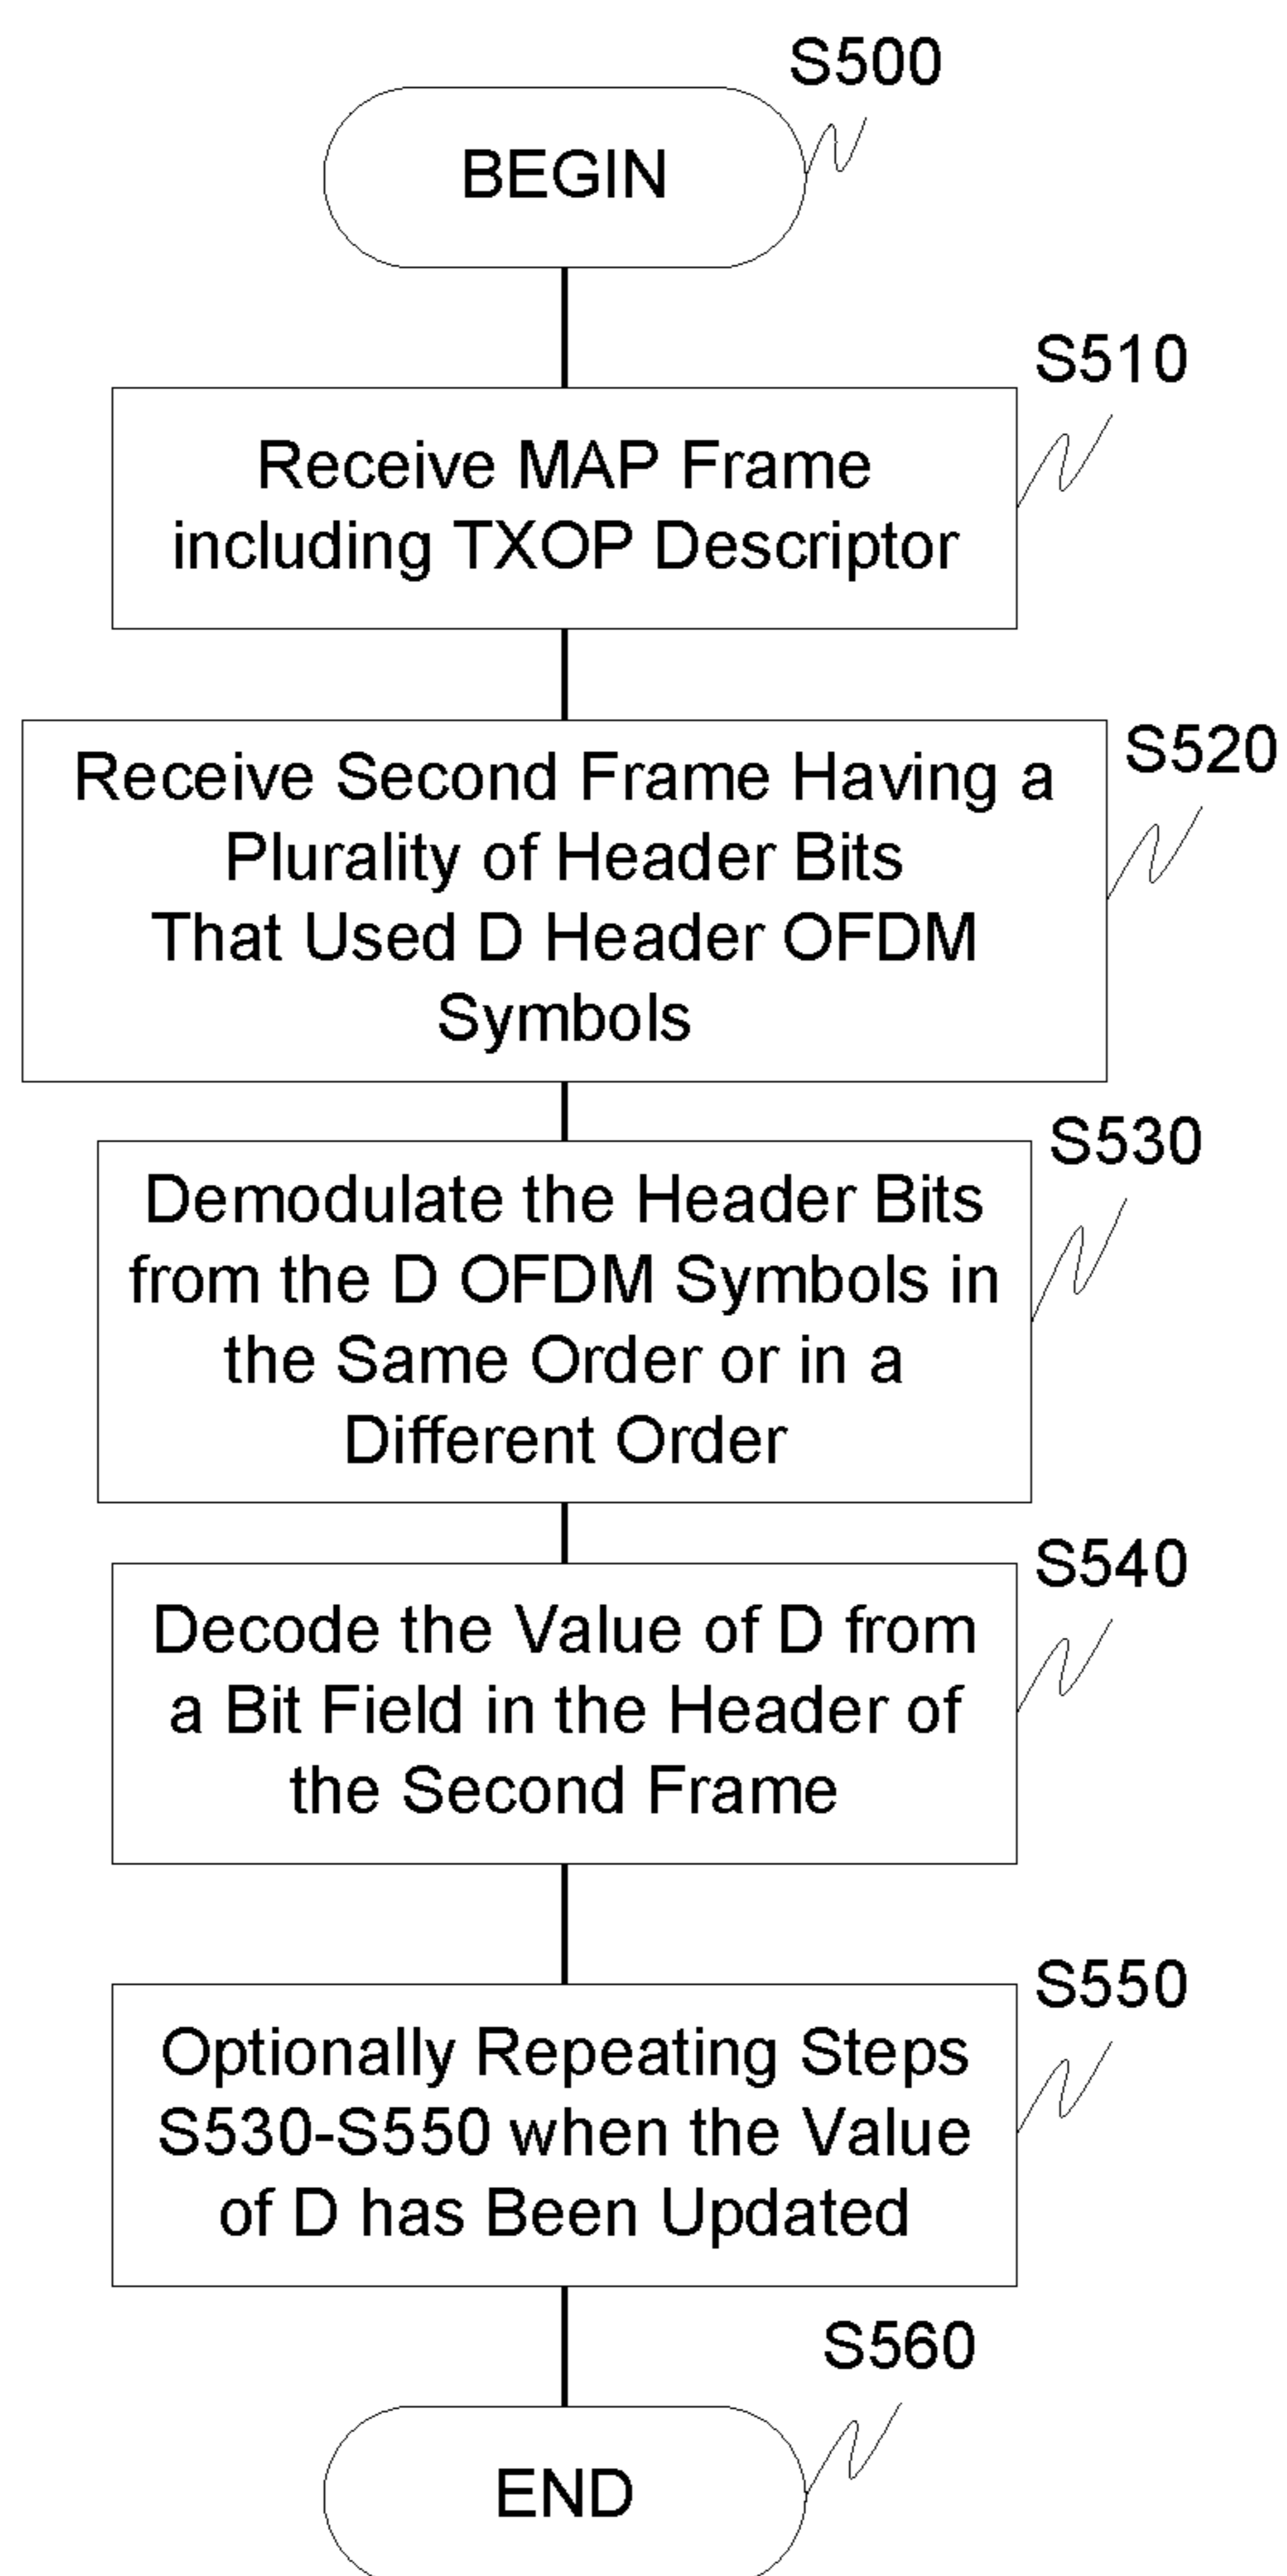 S500
BEGIN
S510
Receive MAP Frame
including TXOP Descriptor
S520
Receive Second Frame Having a
Plurality of Header Bits
That Used D Header OFDM
Symbols
S530
Demodulate the Header Bits
from the D OFDM Symbols in
the Same Order or in a
Different Order
S540
Decode the Value of D from
a Bit Field in the Header of
the Second Frame
S550
Optionally Repeating Steps
S530-S550 when the Value
of D has Been Updated
S560
END